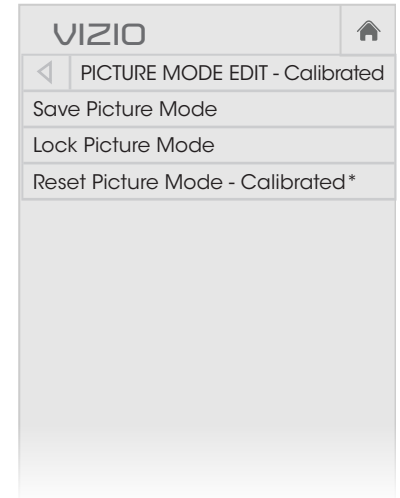 VIZIO
PICTURE MODE EDIT - Calibrated
Save Picture Mode
Lock Picture Mode
Reset Picture Mode - Calibrated*